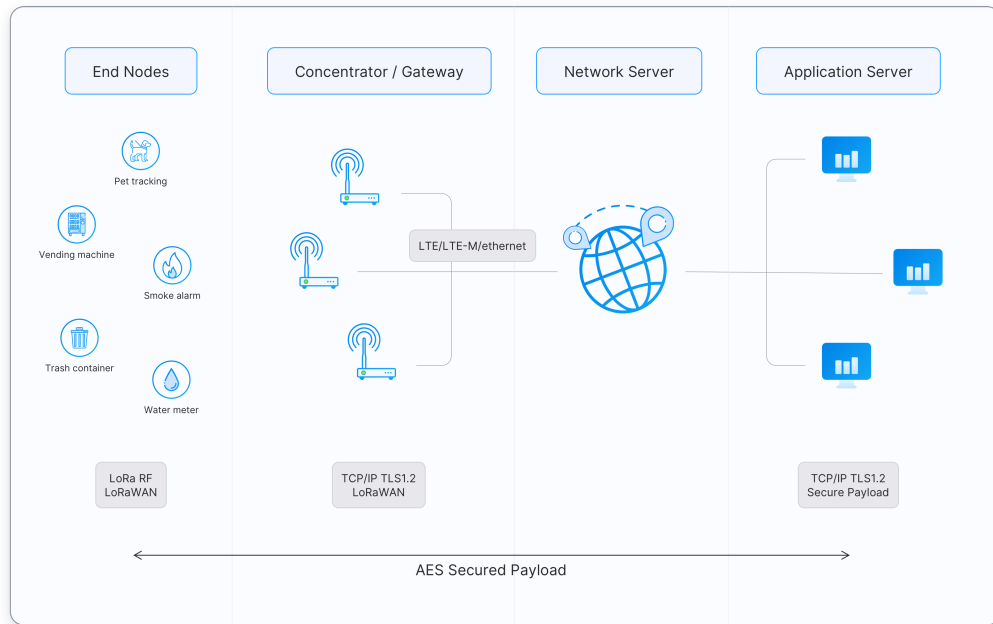 End Nodes
Concentrator / Gateway
Network Server
Application Server
Pet tracking
Vending machine
Smoke alarm
Trash container
Water meter
LTE/LTE-M/ethernet
LoRa RF
LoRaWAN
TCP/IP TLS1.2
LoRaWAN
TCP/IP TLS1.2
Secure Payload
AES Secured Payload